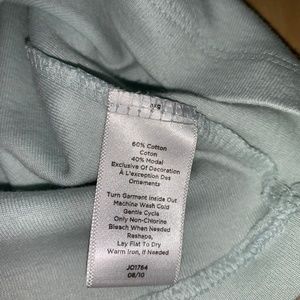 60% Cotton
Coton
40% Modal
Exclusive Of Decoration
À L'exception Des
Ornements
Turn Garment Inside Out
Machine Wash Cold
Gentle Cycle
Only Non-Chlorine
Bleach When Needed
Reshape,
Lay Flat To Dry
Warm Iron, If Needed
JO1764
08/10